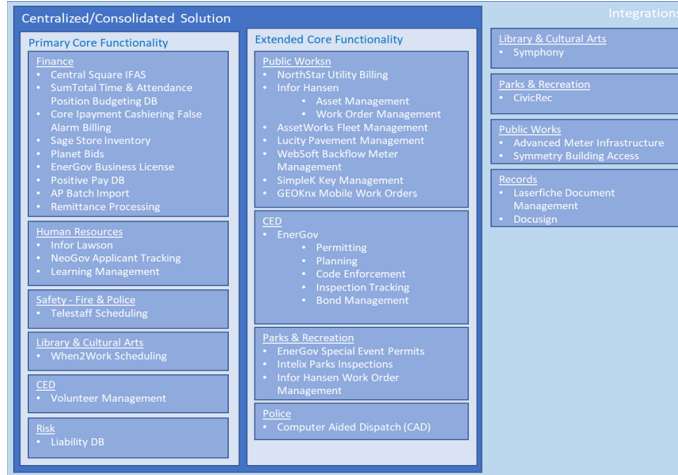 Centralized/Consolidated Solution
Primary Core Functionality
Finance
• Central Square IFAS
• SumTotal Time & Attendance
Position Budgeting DB
• Core Ipayment Cashiering False
Alarm Billing
• Sage Store Inventory
• Planet Bids
• EnerGov Business License
• Positive Pay DB
• AP Batch Import
• Remittance Processing
Human Resources
• Infor Lawson
• NeoGov Applicant Tracking
• Learning Management
Safety - Fire & Police
• Telestaff Scheduling
Library & Cultural Arts
• When2Work Scheduling
CED
• Volunteer Management
Risk
• Liability DB
Extended Core Functionality
Public Worksn
• NorthStar Utility Billing
• Infor Hansen
• Asset Management
• Work Order Management
• AssetWorks Fleet Management
• Lucity Pavement Management
• WebSoft Backflow Meter
Management
• SimpleK Key Management
• GEOKnx Mobile Work Orders
CED
• EnerGov
• Permitting
• Planning
• Code Enforcement
• Inspection Tracking
• Bond Management
Parks & Recreation
• EnerGov Special Event Permits
• Intelix Parks Inspections
• Infor Hansen Work Order
Management
Police
• Computer Aided Dispatch (CAD)
Integrations
Library & Cultural Arts
• Symphony
Parks & Recreation
• CivicRec
Public Works
• Advanced Meter Infrastructure
• Symmetry Building Access
Records
• Laserfiche Document
Management
• Docusign